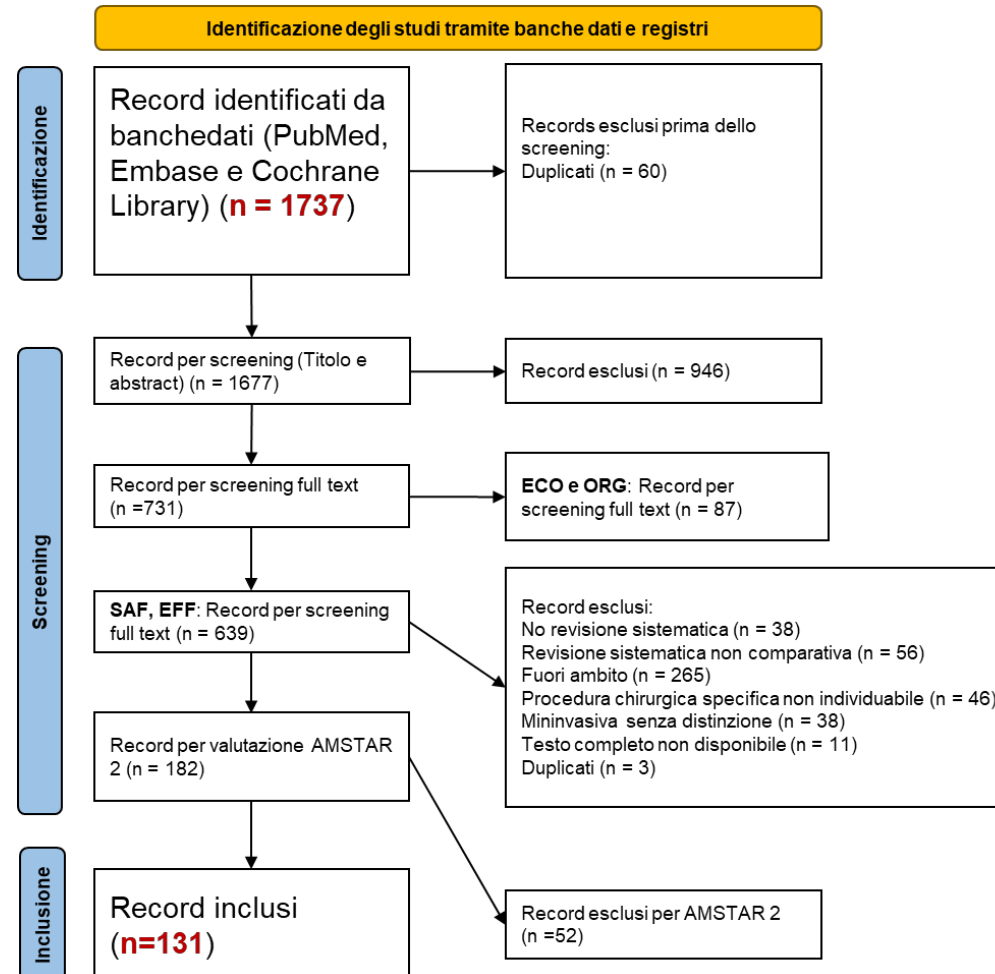 Identificazione degli studi tramite banche dati e registri
Identificazione
Record identificati da
banchedati (PubMed,
Embase e Cochrane
Library) (n = 1737)
Records esclusi prima dello
screening:
Duplicati (n = 60)
Screening
Record per screening (Titolo e
abstract) (n = 1677)
Record esclusi (n = 946)
Record per screening full text
(n =731)
ECO e ORG: Record per
screening full text (n = 87)
SAF, EFF: Record per screening
full text (n = 639)
Record esclusi:
No revisione sistematica (n = 38)
Revisione sistematica non comparativa (n = 56)
Fuori ambito (n = 265)
Procedura chirurgica specifica non individuabile (n = 46)
Mininvasiva senza distinzione (n = 38)
Testo completo non disponibile (n = 11)
Duplicati (n = 3)
Record per valutazione AMSTAR
2 (n = 182)
Inclusione
Record inclusi
(n=131)
Record esclusi per AMSTAR 2
(n =52)